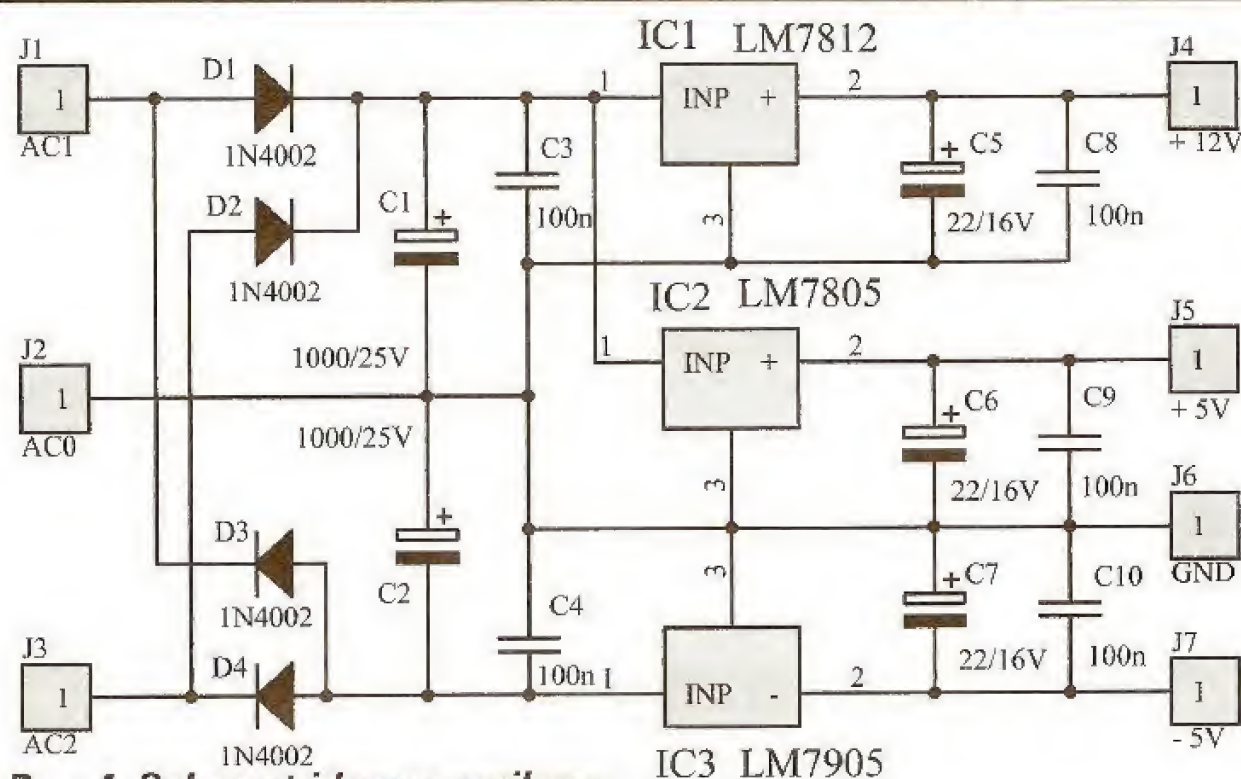 J1
1
AC1
D1
1N4002
D2
1N4002
C1
+
1000/25V
C3
100n
IC1 LM7812
1
INP +
2
3
+
C5
22/16V
C8
100n
J4
1
+ 12V
J2
1
AC0
1000/25V
IC2 LM7805
1
INP +
2
3
+
C6
22/16V
C9
100n
J5
1
+ 5V
J6
1
GND
D3
1N4002
+
C2
C4
100n
3
+
C7
22/16V
C10
100n
J3
1
AC2
D4
1N4002
1
INP -
2
IC3 LM7905
J7
1
- 5V